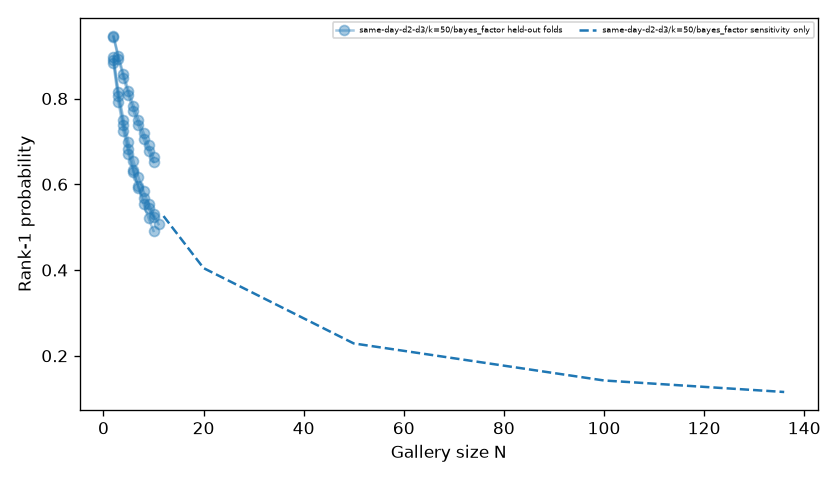 same-day-d2-d3/k=50/bayes_factor held-out folds
same-day-d2-d3/k=50/bayes_factor sensitivity only
Rank-1 probability
0.8
0.6
0.4
0.2
0 20 40 60 80 100 120 140
Gallery size N